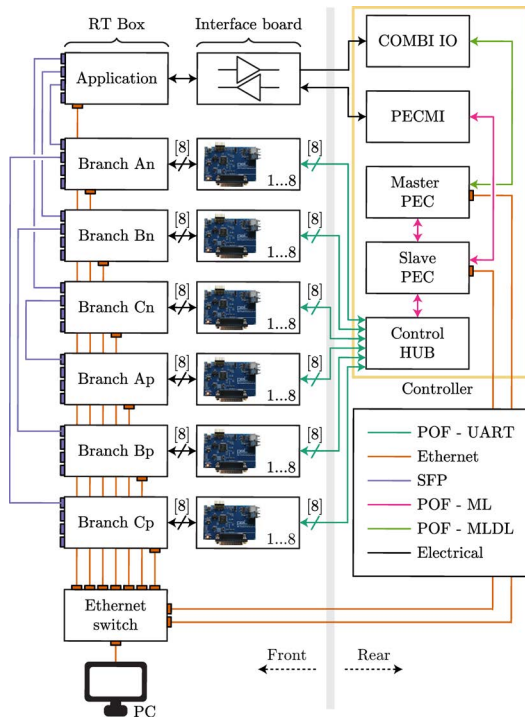 RT Box
Interface board
Application
COMBI IO
PECMI
Branch An
[8]
1...8
[8]
Master
PEC
Branch Bn
[8]
1...8
[8]
Slave
PEC
Branch Cn
[8]
1...8
[8]
Control
HUB
Branch Ap
[8]
1...8
[8]
Controller
Branch Bp
[8]
1...8
[8]
Branch Cp
[8]
1...8
[8]
POF - UART
Ethernet
SFP
POF - ML
POF - MLDL
Electrical
Ethernet
switch
Front
Rear
PC